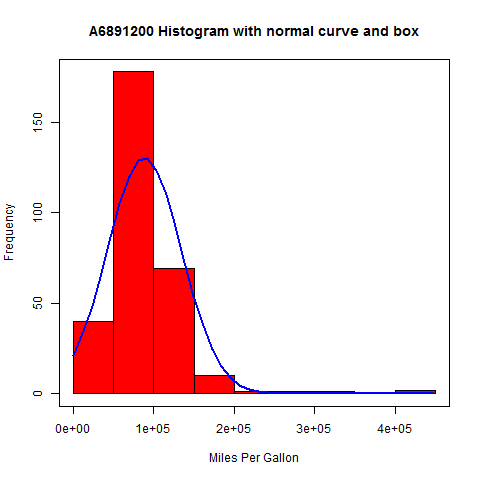 A6891200 Histogram with normal curve and box
150
100
50
0
Frequency
0e+00 1e+05 2e+05 3e+05 4e+05
Miles Per Gallon